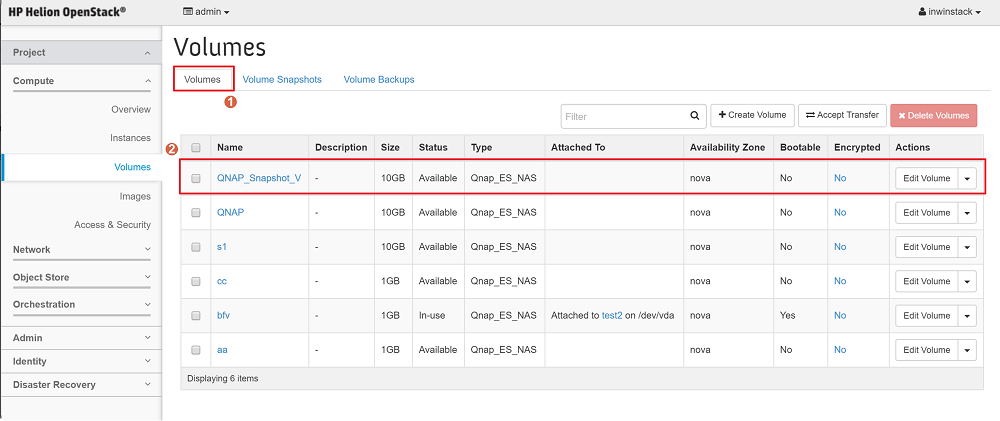 HP Helion OpenStack® admin inwinstack
Project
Compute
Overview
Instances
Volumes
Images
Access & Security
Network
Object Store
Orchestration
Admin
Identity
Disaster Recovery
Volumes
Volumes Volume Snapshots Volume Backups
1
Filter Create Volume Accept Transfer Delete Volumes
2
Name Description Size Status Type Attached To Availability Zone Bootable Encrypted Actions
QNAP_Snapshot_V - 10GB Available Qnap_ES_NAS nova No No Edit Volume
QNAP - 10GB Available Qnap_ES_NAS nova No No Edit Volume
s1 - 10GB Available Qnap_ES_NAS nova No No Edit Volume
cc - 1GB Available Qnap_ES_NAS nova No No Edit Volume
bfv - 1GB In-use Qnap_ES_NAS Attached to test2 on /dev/vda nova Yes No Edit Volume
aa - 1GB Available Qnap_ES_NAS nova No No Edit Volume
Displaying 6 items